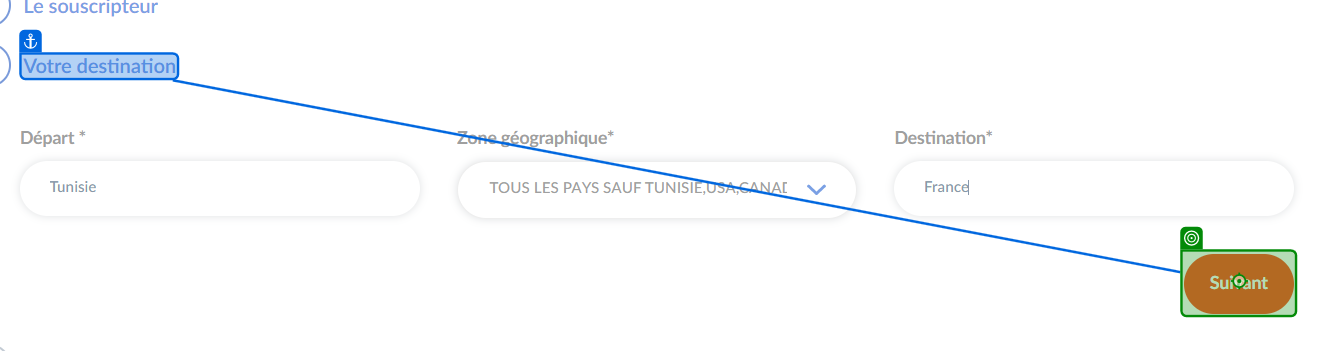 Le souscripteur
Votre destination
Départ *
Zone géographique*
Destination*
Tunisie
TOUS LES PAYS SAUF TUNISIE,USA,CANAD
France
Suivant